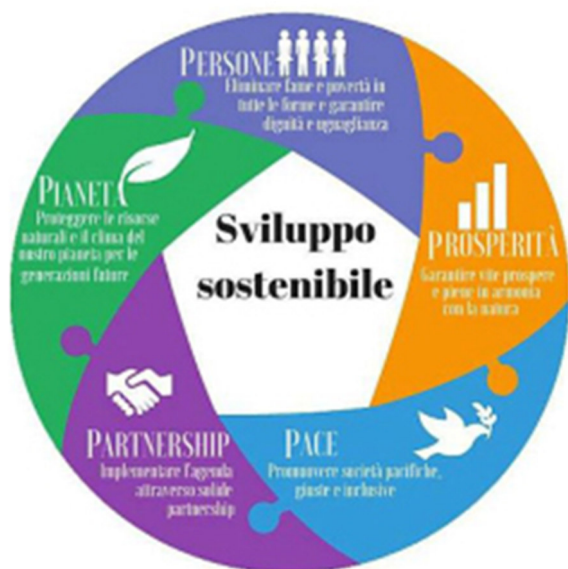 PERSONE
Eliminare fame e povertà in
tutte le forme e garantire
dignità e uguaglianza
PROSPERITÀ
Garantire vite prospere
e piene in armonia
con la natura
PACE
Promuovere società pacifiche,
giuste e inclusive
PARTNERSHIP
Implementare l'agenda
attraverso solide
partnership
PIANETA
Proteggere le risorse
naturali e il clima del
nostro pianeta per le
generazioni future
Sviluppo
sostenibile